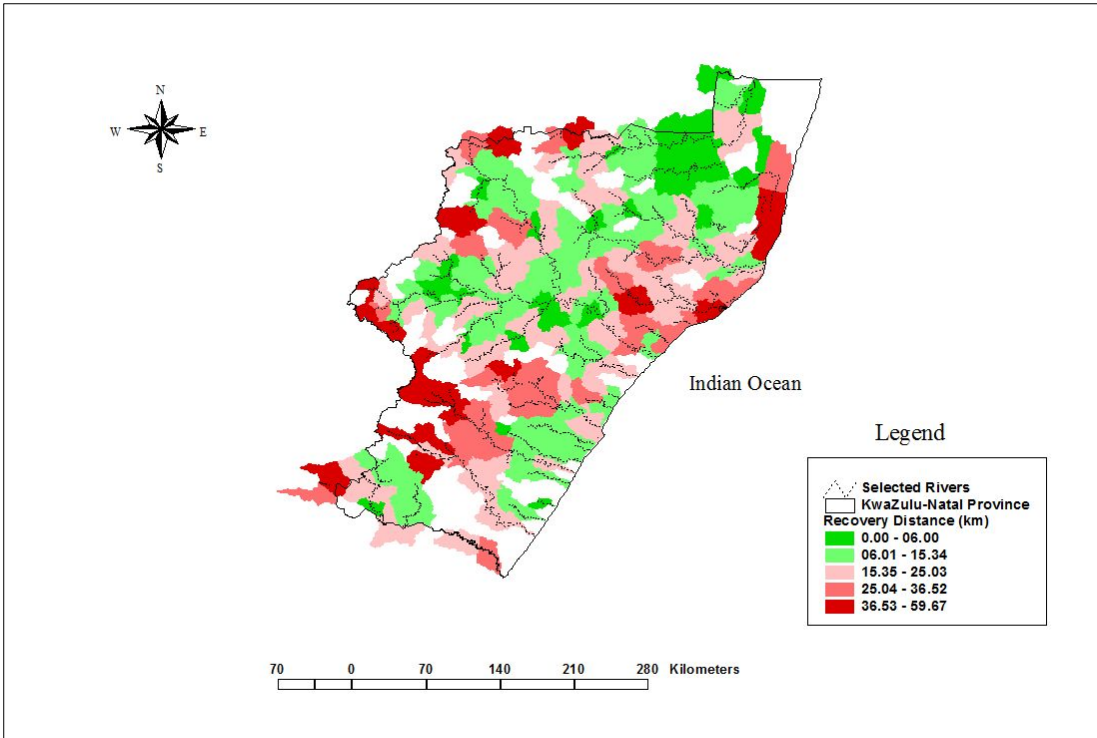 N
W E
S
Indian Ocean
Legend
Selected Rivers
KwaZulu-Natal Province
Recovery Distance (km)
0.00 - 06.00
06.01 - 15.34
15.35 - 25.03
25.04 - 36.52
36.53 - 59.67
70 0 70 140 210 280 Kilometers